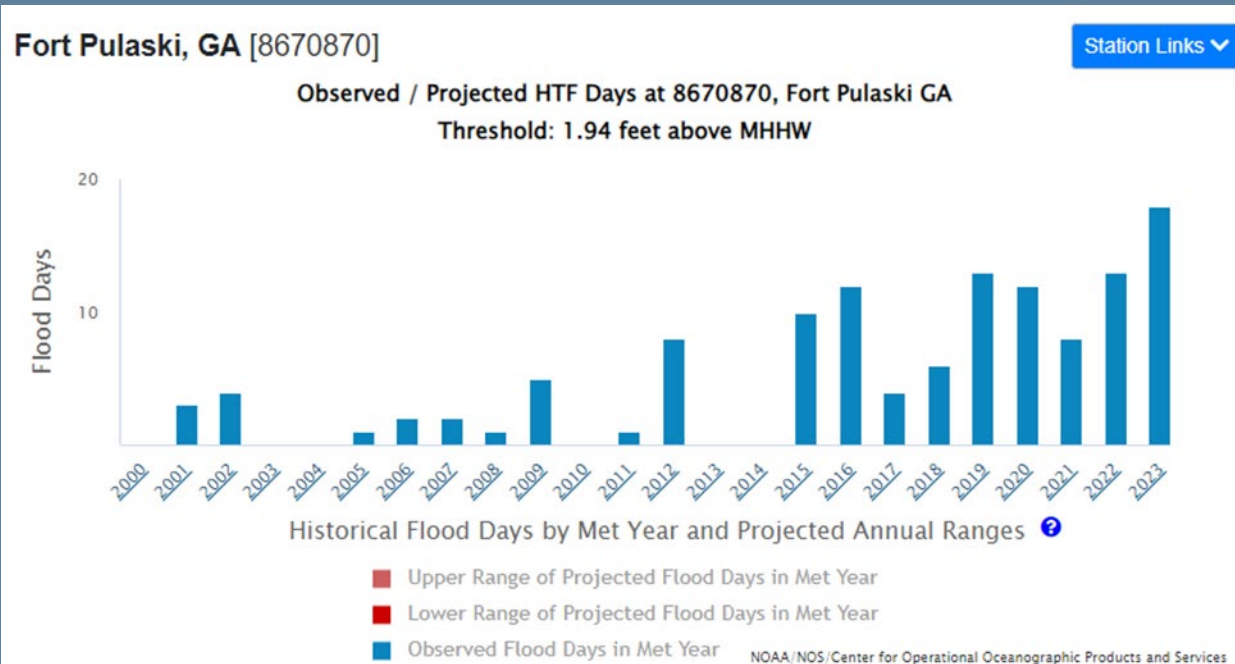 Fort Pulaski, GA [8670870]
Station Links
Observed / Projected HTF Days at 8670870, Fort Pulaski GA
Threshold: 1.94 feet above MHHW
20
10
Flood Days
2000 2001 2002 2003 2004 2005 2006 2007 2008 2009 2010 2011 2012 2013 2014 2015 2016 2017 2018 2019 2020 2021 2022 2023
Historical Flood Days by Met Year and Projected Annual Ranges ?
Upper Range of Projected Flood Days in Met Year
Lower Range of Projected Flood Days in Met Year
Observed Flood Days in Met Year
NOAA/NOS/Center for Operational Oceanographic Products and Services